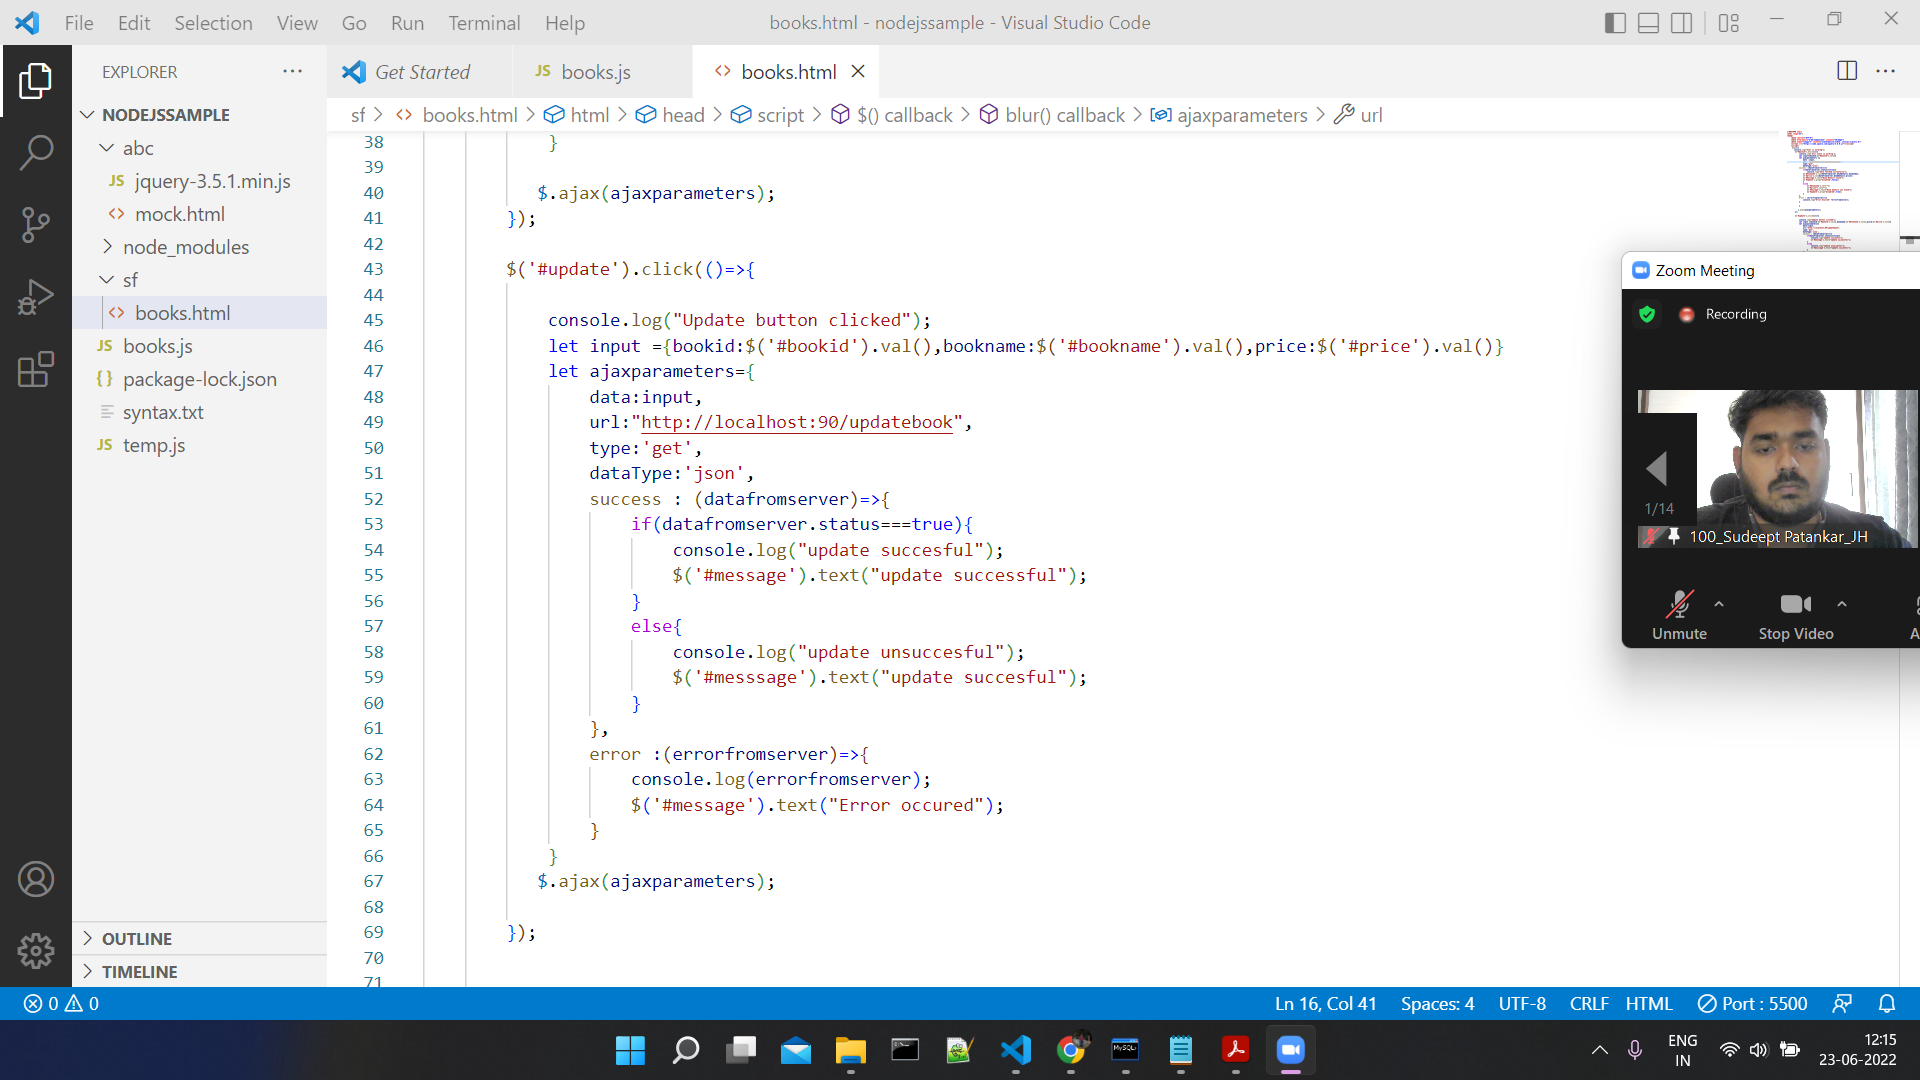 File Edit Selection View Go Run Terminal Help
books.html - nodejssample - Visual Studio Code
EXPLORER
Get Started
JS books.js
<> books.html
sf > <> books.html > html > head > script > $() callback > blur() callback > ajaxparameters > url
NODEJSSAMPLE
abc
JS jquery-3.5.1.min.js
<> mock.html
node_modules
sf
<> books.html
JS books.js
{} package-lock.json
syntax.txt
JS temp.js
OUTLINE
TIMELINE
38 }
39
40 $.ajax(ajaxparameters);
41 });
42
43 $('#update').click(()=>{
44
45 console.log("Update button clicked");
46 let input ={bookid:$('#bookid').val(),bookname:$('#bookname').val(),price:$('#price').val()}
47 let ajaxparameters={
48 data:input,
49 url:"http://localhost:90/updatebook",
50 type:'get',
51 dataType:'json',
52 success : (datafromserver)=>{
53 if(datafromserver.status===true){
54 console.log("update succesful");
55 $('#message').text("update successful");
56 }
57 else{
58 console.log("update unsuccesful");
59 $('#messsage').text("update succesful");
60 }
61 },
62 error :(errorfromserver)=>{
63 console.log(errorfromserver);
64 $('#message').text("Error occured");
65 }
66 }
67 $.ajax(ajaxparameters);
68
69 });
70
71
Zoom Meeting
Recording
1/14
100_Sudeept Patankar_JH
Unmute
Stop Video
0 0
Ln 16, Col 41 Spaces: 4 UTF-8 CRLF HTML Port : 5500
MySQL
ENG
IN
12:15
23-06-2022